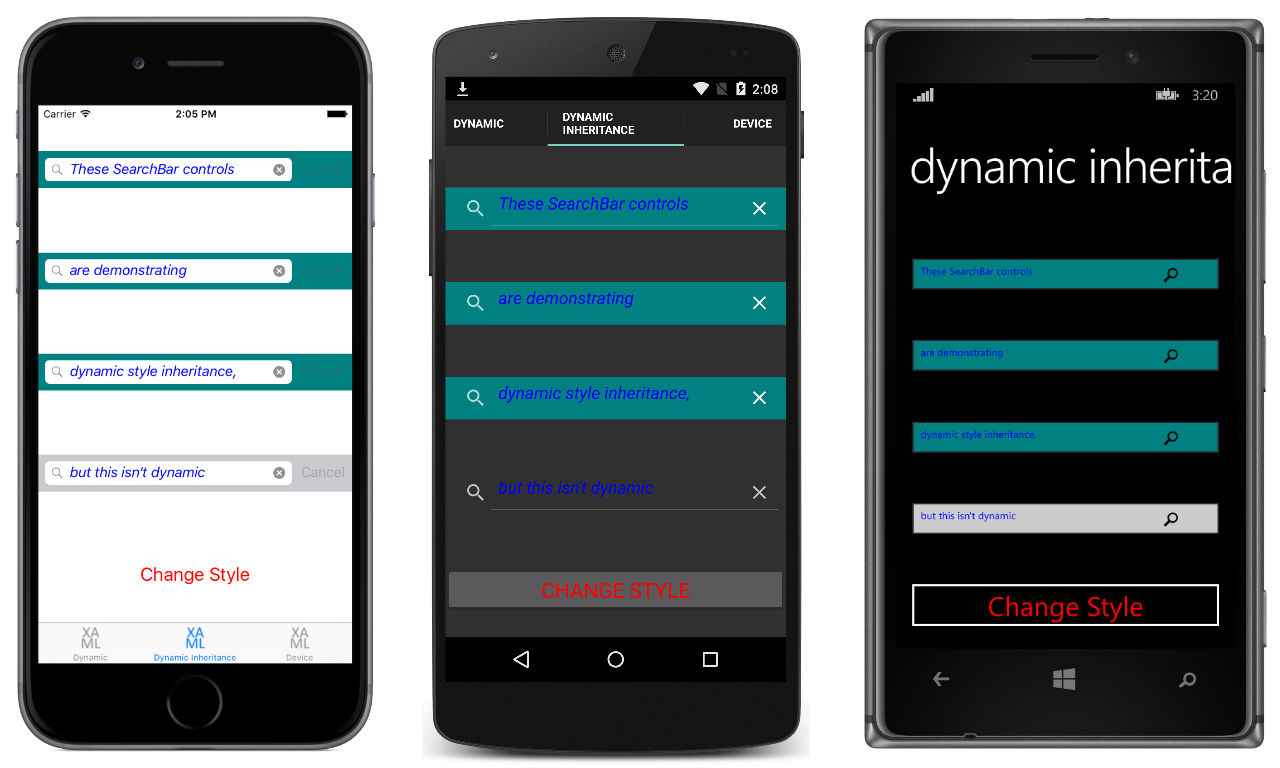 Carrier
2:05 PM
These SearchBar controls
Cancel
are demonstrating
Cancel
dynamic style inheritance,
Cancel
but this isn't dynamic
Cancel
Change Style
XA
ML
Dynamic
XA
ML
Dynamic Inheritance
XA
ML
Device
2:08
DYNAMIC
DYNAMIC
INHERITANCE
DEVICE
These SearchBar controls
are demonstrating
dynamic style inheritance,
but this isn't dynamic
CHANGE STYLE
3:20
dynamic inherita
These SearchBar controls
are demonstrating
dynamic style inheritance,
but this isn't dynamic
Change Style